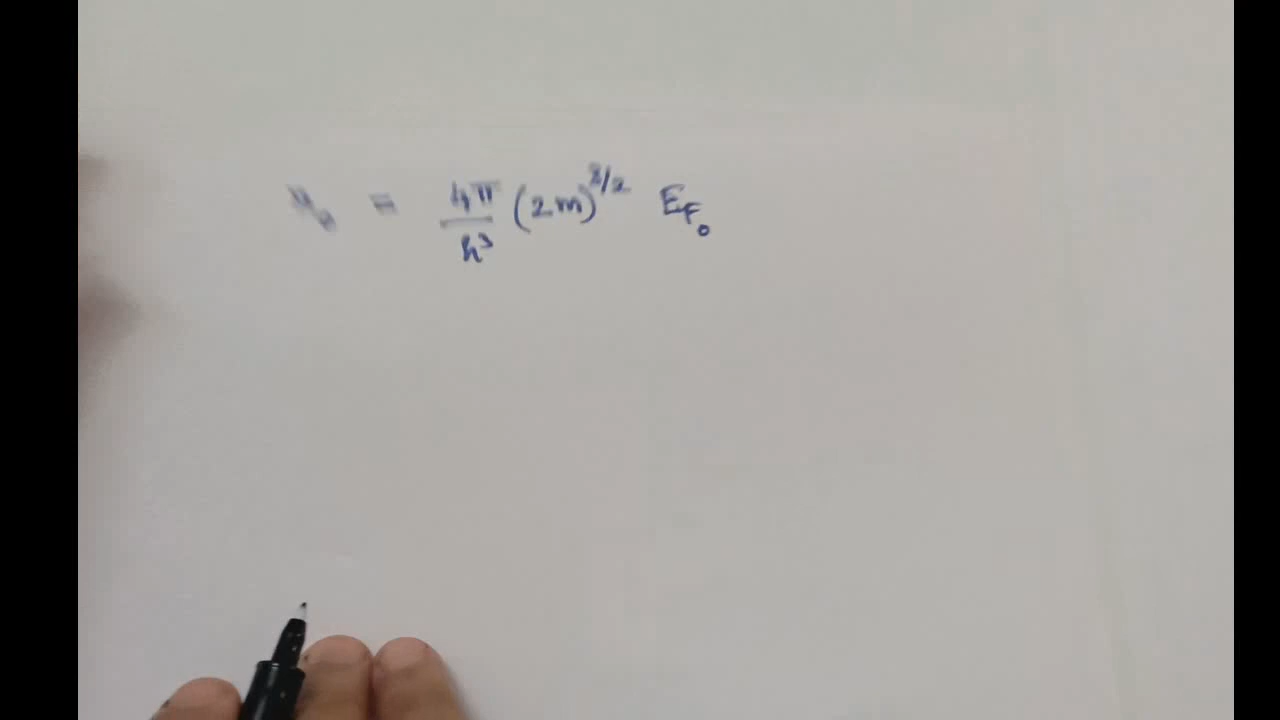 = 4π/h³ (2m)^3/2 E_F₀